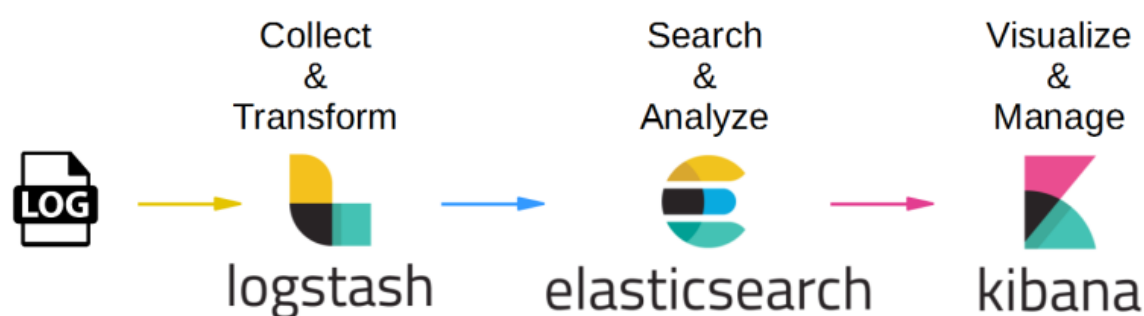 Collect
&
Transform
Search
&
Analyze
Visualize
&
Manage
LOG
logstash
elasticsearch
kibana